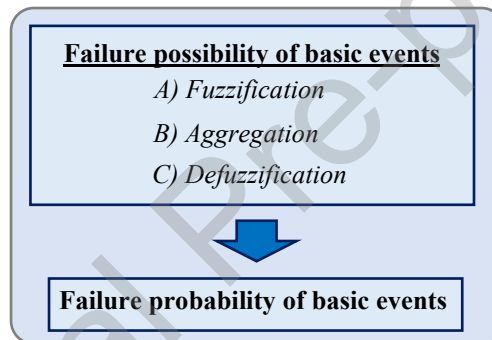 Failure possibility of basic events
A) Fuzzification
B) Aggregation
C) Defuzzification
Failure probability of basic events